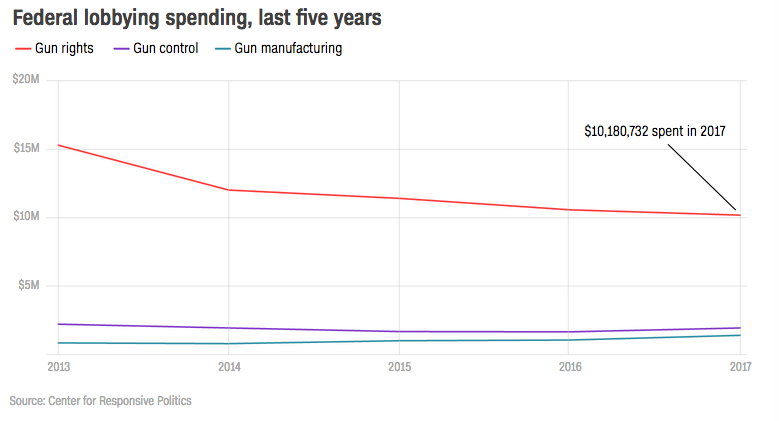 Federal lobbying spending, last five years
Gun rights Gun control Gun manufacturing
$20M
$10,180,732 spent in 2017
$15M
$10M
$5M
2013 2014 2015 2016 2017
Source: Center for Responsive Politics